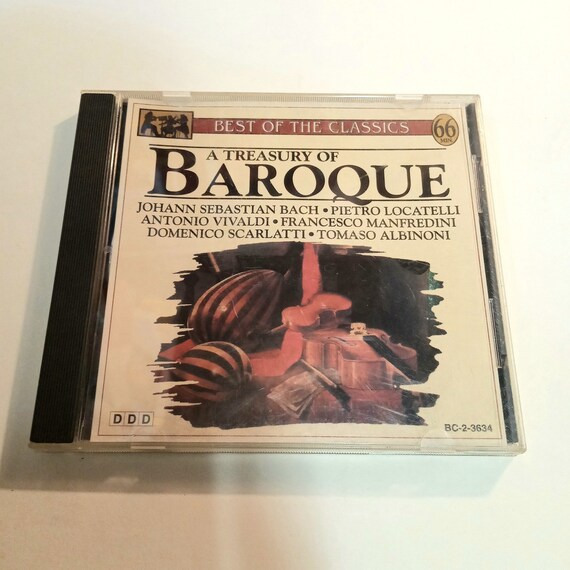 BEST OF THE CLASSICS
66
MIN.
A TREASURY OF
BAROQUE
JOHANN SEBASTIAN BACH • PIETRO LOCATELLI
ANTONIO VIVALDI • FRANCESCO MANFREDINI
DOMENICO SCARLATTI • TOMASO ALBINONI
DDD
BC-2-3634